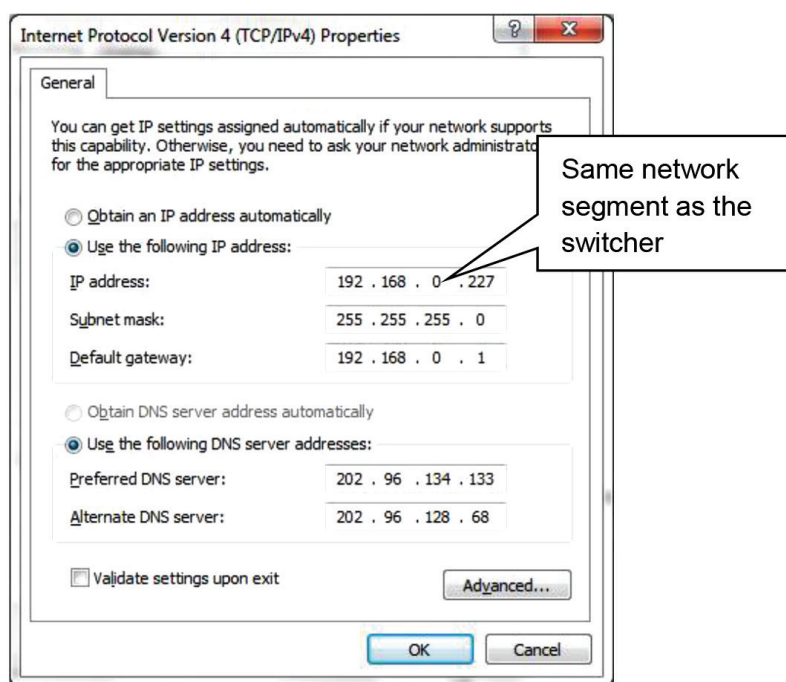 Internet Protocol Version 4 (TCP/IPv4) Properties
?
X
General
You can get IP settings assigned automatically if your network supports
this capability. Otherwise, you need to ask your network administrato
for the appropriate IP settings.
Same network
segment as the
switcher
Obtain an IP address automatically
Use the following IP address:
IP address: 192 . 168 . 0 . 227
Subnet mask: 255 . 255 . 255 . 0
Default gateway: 192 . 168 . 0 . 1
Obtain DNS server address automatically
Use the following DNS server addresses:
Preferred DNS server: 202 . 96 . 134 . 133
Alternate DNS server: 202 . 96 . 128 . 68
Validate settings upon exit
Advanced...
OK
Cancel